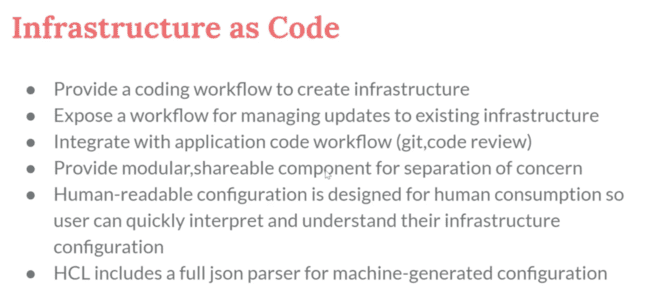 Infrastructure as Code
● Provide a coding workflow to create infrastructure
● Expose a workflow for managing updates to existing infrastructure
● Integrate with application code workflow (git,code review)
● Provide modular,shareable component for separation of concern
● Human-readable configuration is designed for human consumption so
user can quickly interpret and understand their infrastructure
configuration
● HCL includes a full json parser for machine-generated configuration